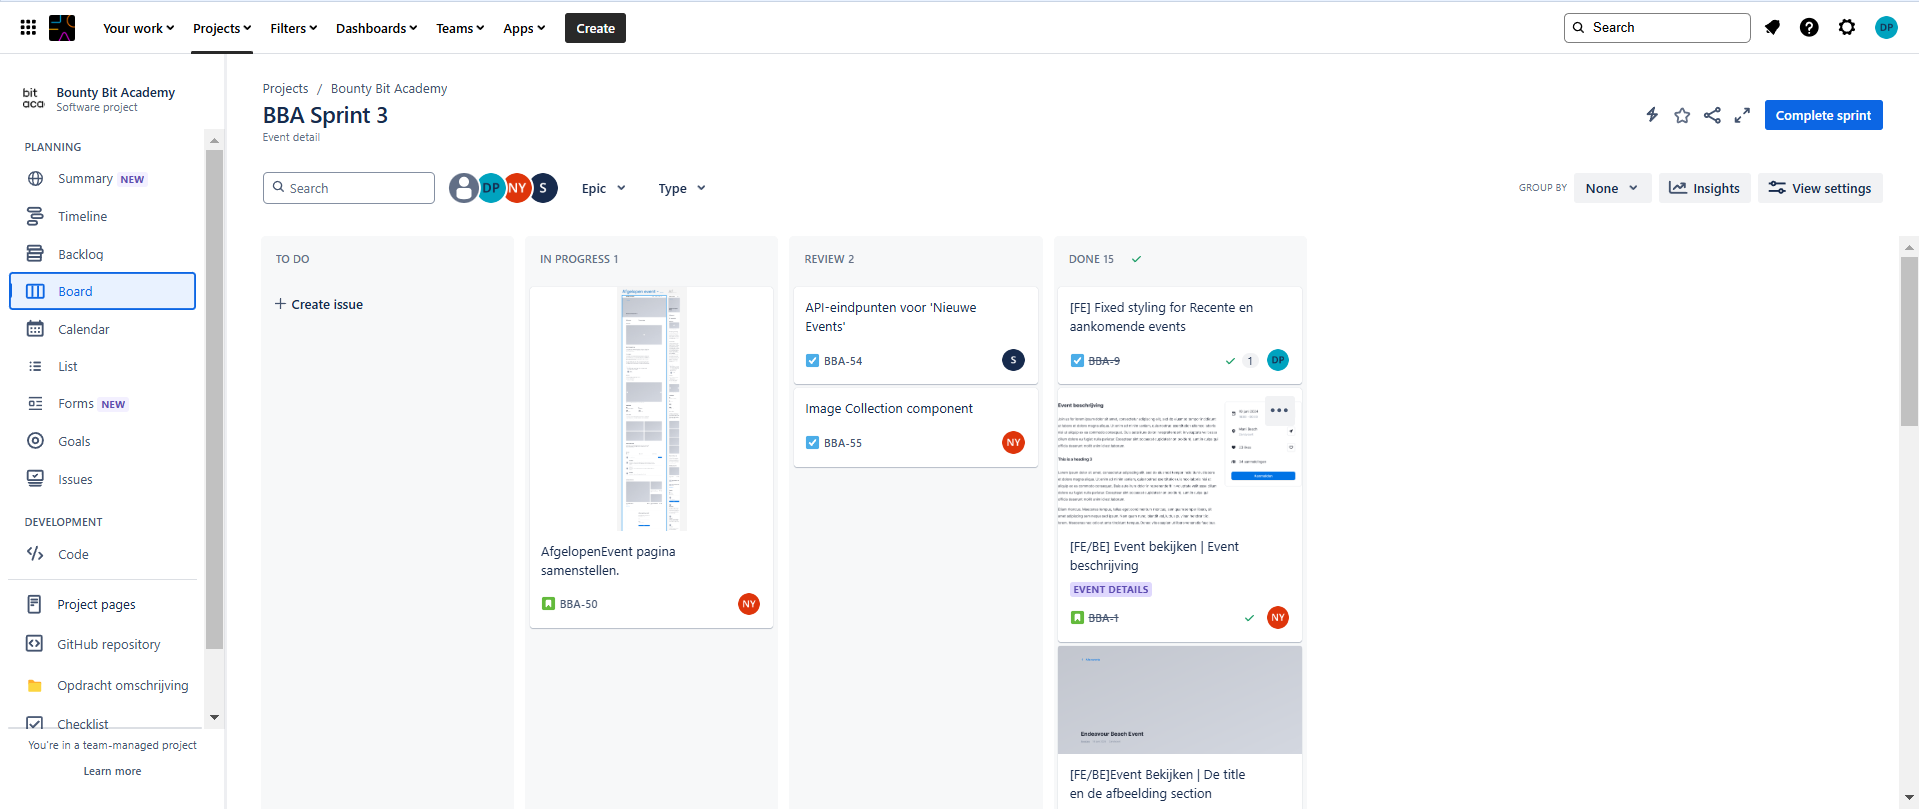 Your work
Projects
Filters
Dashboards
Teams
Apps
Create
Search
DP
bit
aca
Bounty Bit Academy
Software project
PLANNING
Summary NEW
Timeline
Backlog
Board
Calendar
List
Forms NEW
Goals
Issues
DEVELOPMENT
Code
Project pages
GitHub repository
Opdracht omschrijving
Checklist
You're in a team-managed project
Learn more
Projects / Bounty Bit Academy
BBA Sprint 3
Event detail
Complete sprint
Search
DP
NY
S
Epic
Type
GROUP BY
None
Insights
View settings
TO DO
Create issue
IN PROGRESS 1
AfgelopenEvent pagina
samenstellen.
BBA-50
NY
REVIEW 2
API-eindpunten voor 'Nieuwe
Events'
BBA-54
S
Image Collection component
BBA-55
NY
DONE 15
[FE] Fixed styling for Recente en
aankomende events
BBA-9
1
DP
Event beschrijving
This is a heading 2
[FE/BE] Event bekijken | Event
beschrijving
EVENT DETAILS
BBA-1
NY
Endeavour Beach Event
[FE/BE]Event Bekijken | De title
en de afbeelding section